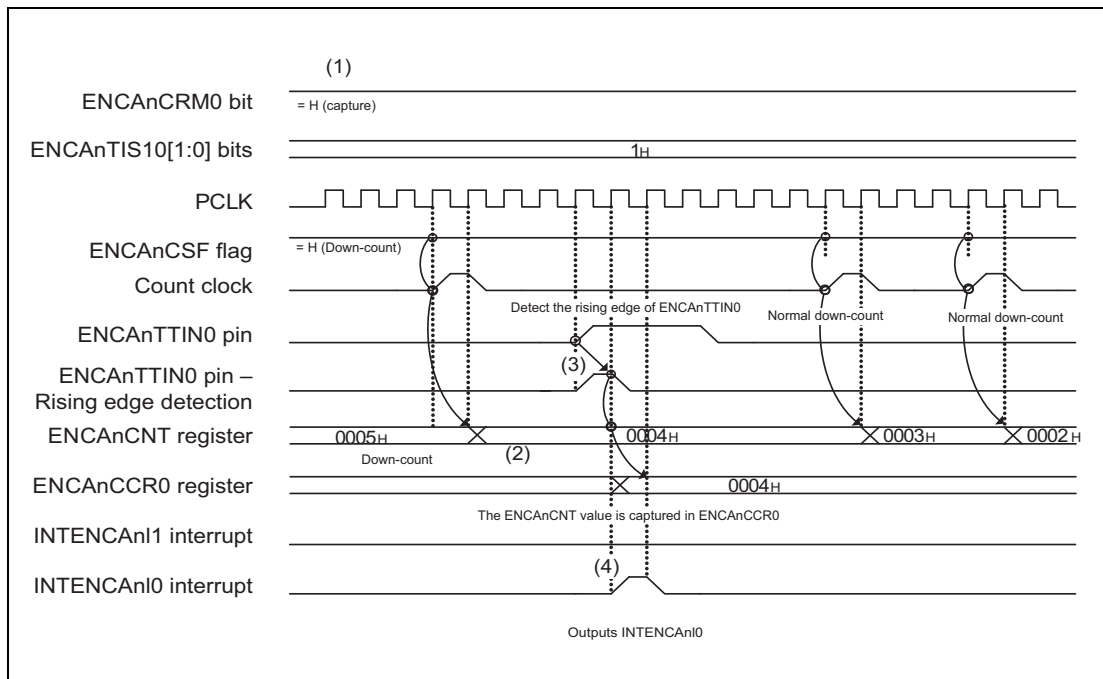 (1)
ENCAnCRM0 bit
= H (capture)
ENCAnTIS10[1:0] bits
1H
PCLK
ENCAnCSF flag
= H (Down-count)
Count clock
Detect the rising edge of ENCAnTTIN0
Normal down-count
Normal down-count
ENCAnTTIN0 pin
(3)
ENCAnTTIN0 pin –
Rising edge detection
ENCAnCNT register
0005H
0004H
0003H
0002H
Down-count
(2)
ENCAnCCR0 register
0004H
The ENCAnCNT value is captured in ENCAnCCR0
INTENCAnI1 interrupt
(4)
INTENCAnI0 interrupt
Outputs INTENCAnI0